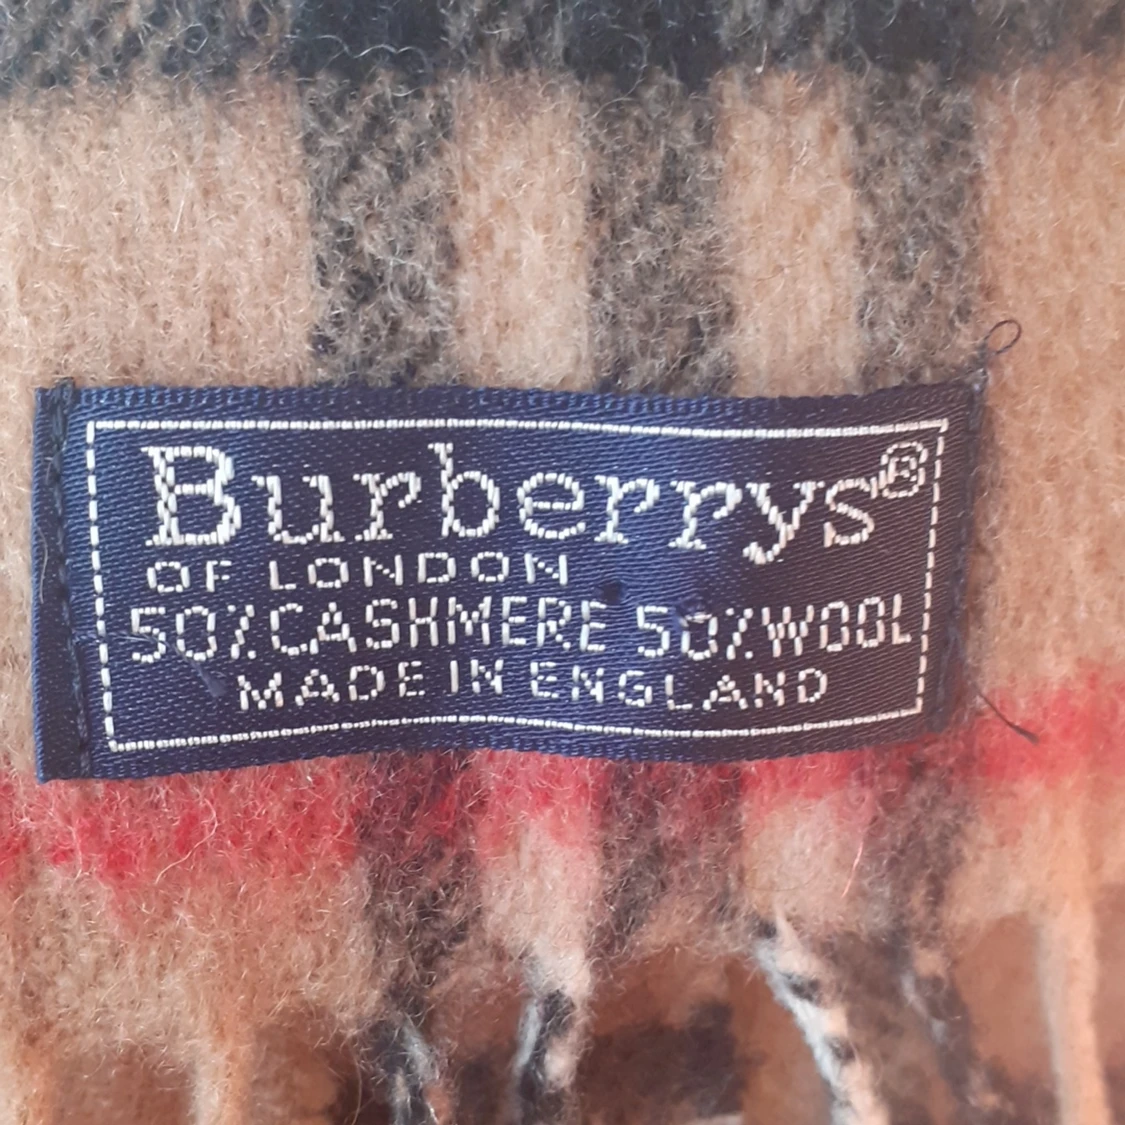 Burberrys®
OF LONDON
50% CASHMERE 50% WOOL
MADE IN ENGLAND